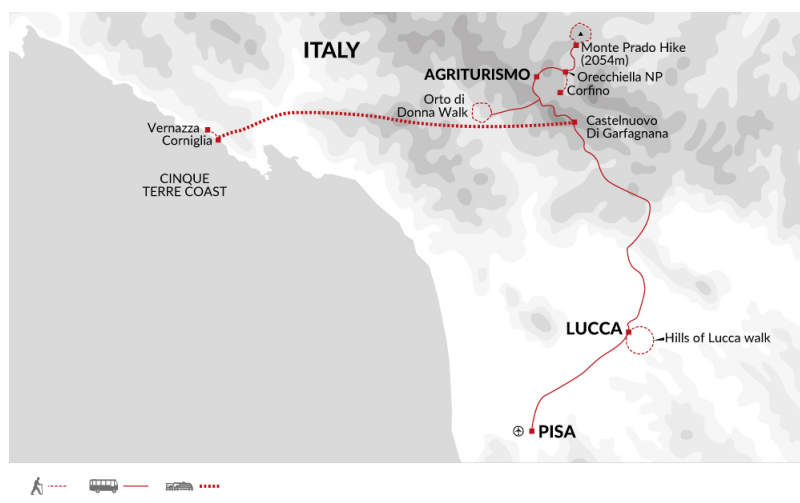 ITALY
Monte Prado Hike
(2054m)
AGRITURISMO
Orecchiella NP
Corfino
Orto di
Donna Walk
Castelnuovo
Di Garfagnana
Vernazza
Corniglia
CINQUE
TERRE COAST
LUCCA
Hills of Lucca walk
PISA